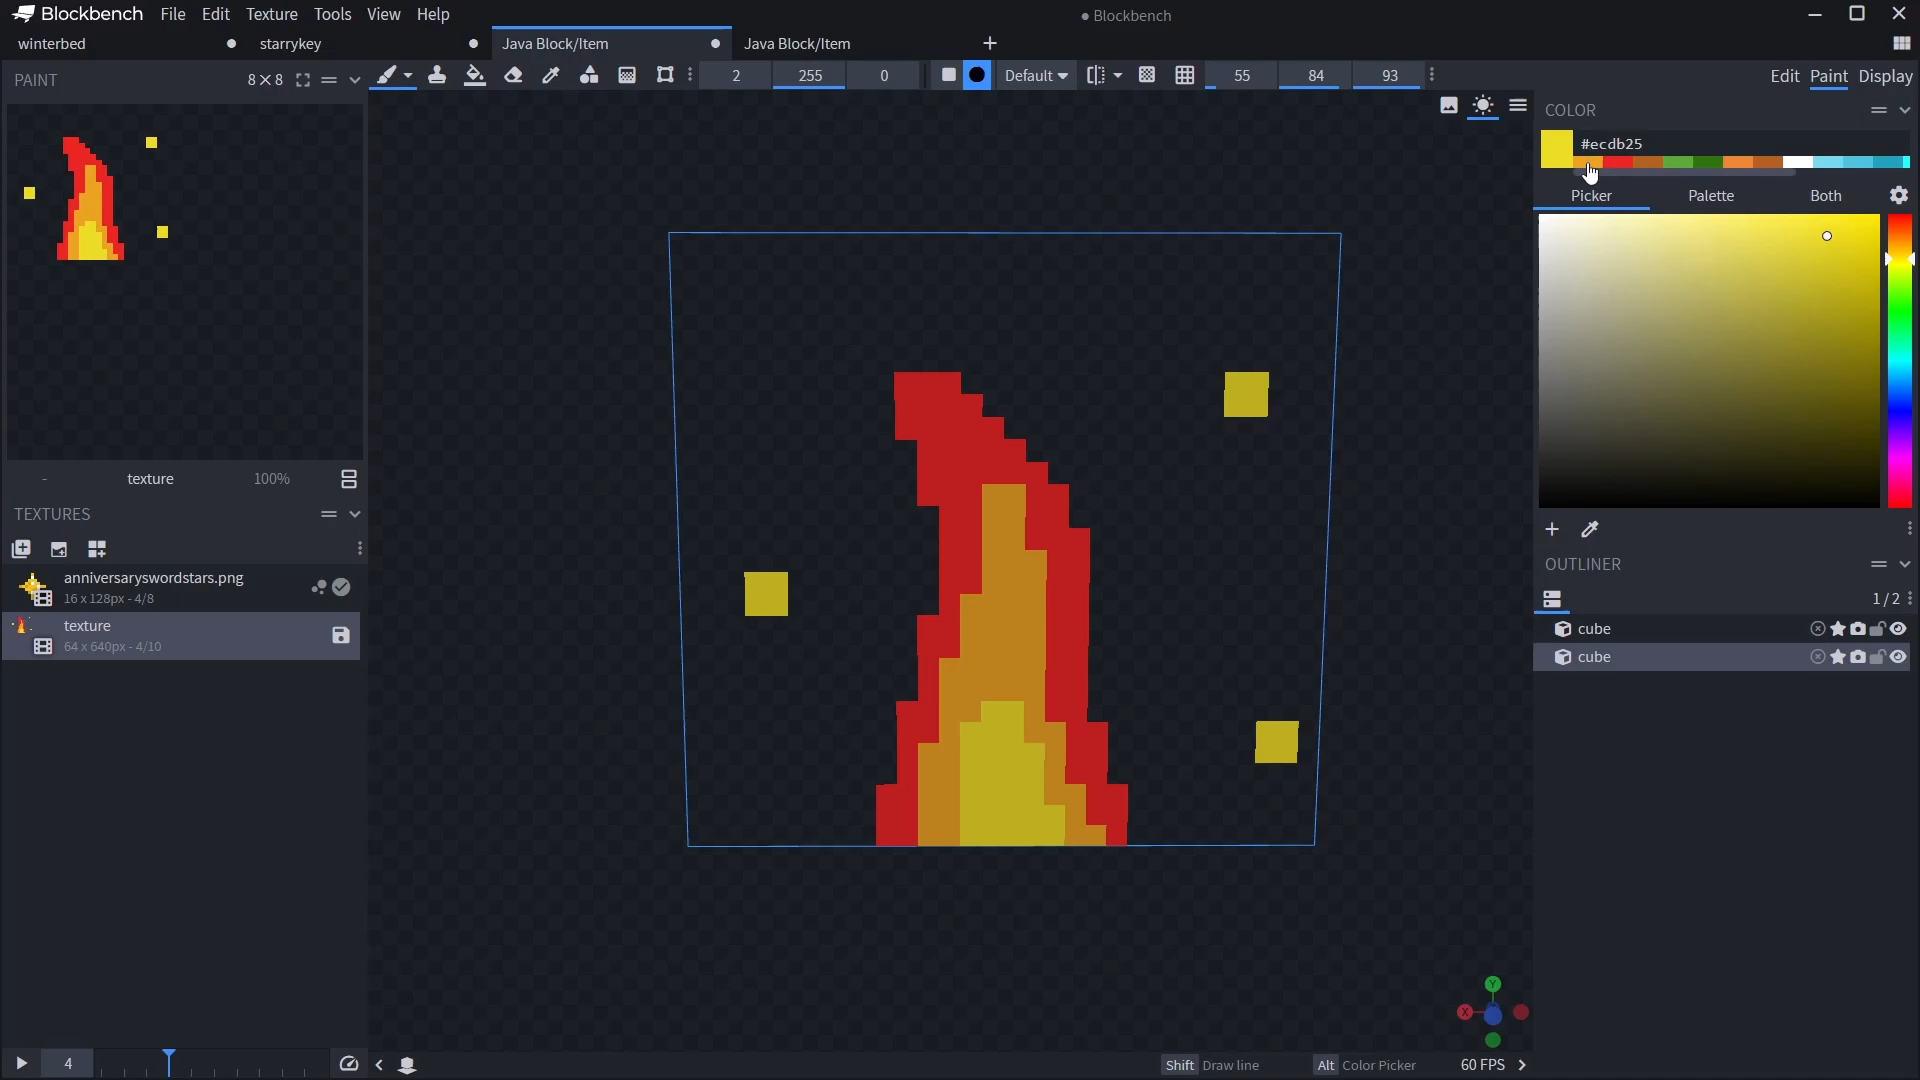 Blockbench File Edit Texture Tools View Help
Blockbench
winterbed starrykey Java Block/Item Java Block/Item
PAINT 8×8
2 255 0 Default 55 84 93
Edit Paint Display
COLOR
#ecdb25
Picker Palette Both
- texture 100%
TEXTURES
anniversaryswordstars.png
16 x 128px - 4/8
texture
64 x 640px - 4/10
OUTLINER
1/2
cube
cube
Y
X
4
Shift Draw line Alt Color Picker 60 FPS